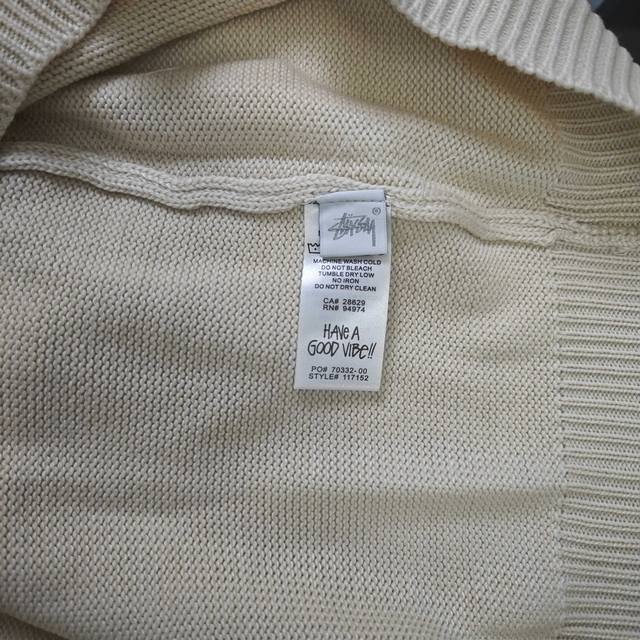 STÜSSY ®
MACHINE WASH COLD
DO NOT BLEACH
TUMBLE DRY LOW
NO IRON
DO NOT DRY CLEAN
CA# 28629
RN# 94974
HAVE A
GOOD VIBE!!
PO# 70332-00
STYLE# 117152